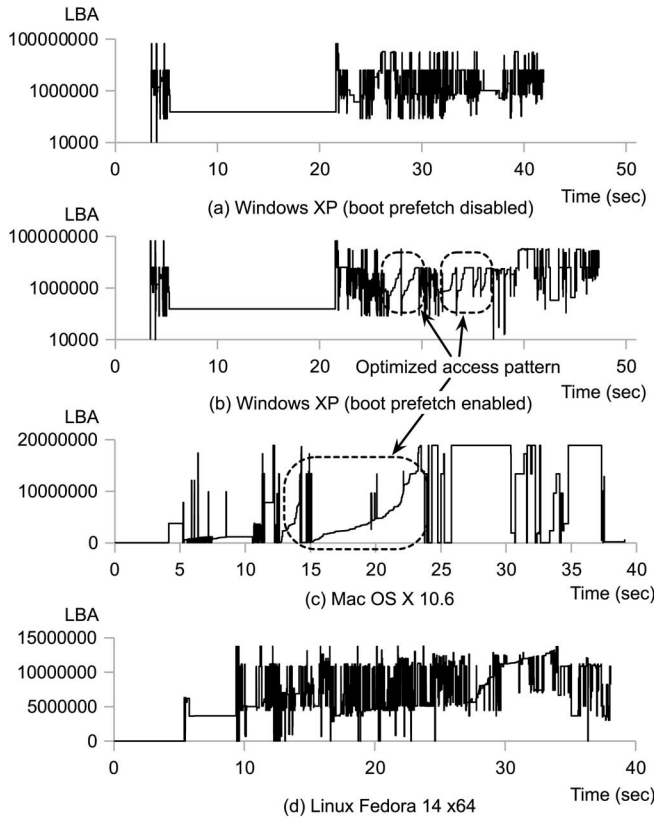 LBA
100000000
1000000
10000
0 10 20 30 40 50
Time (sec)
(a) Windows XP (boot prefetch disabled)
LBA
100000000
1000000
10000
0 10 20 30 40 50
Optimized access pattern
Time (sec)
(b) Windows XP (boot prefetch enabled)
LBA
20000000
10000000
0
0 5 10 15 20 25 30 35 40
Time (sec)
(c) Mac OS X 10.6
LBA
15000000
10000000
5000000
0
0 10 20 30 40
Time (sec)
(d) Linux Fedora 14 x64